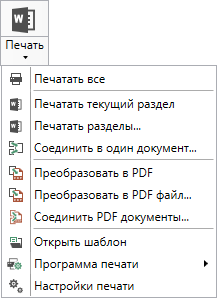 Печать
Печатать все
Печатать текущий раздел
Печатать разделы...
Соединить в один документ...
Преобразовать в PDF
Преобразовать в PDF файл...
Соединить PDF документы...
Открыть шаблон
Программа печати
Настройки печати